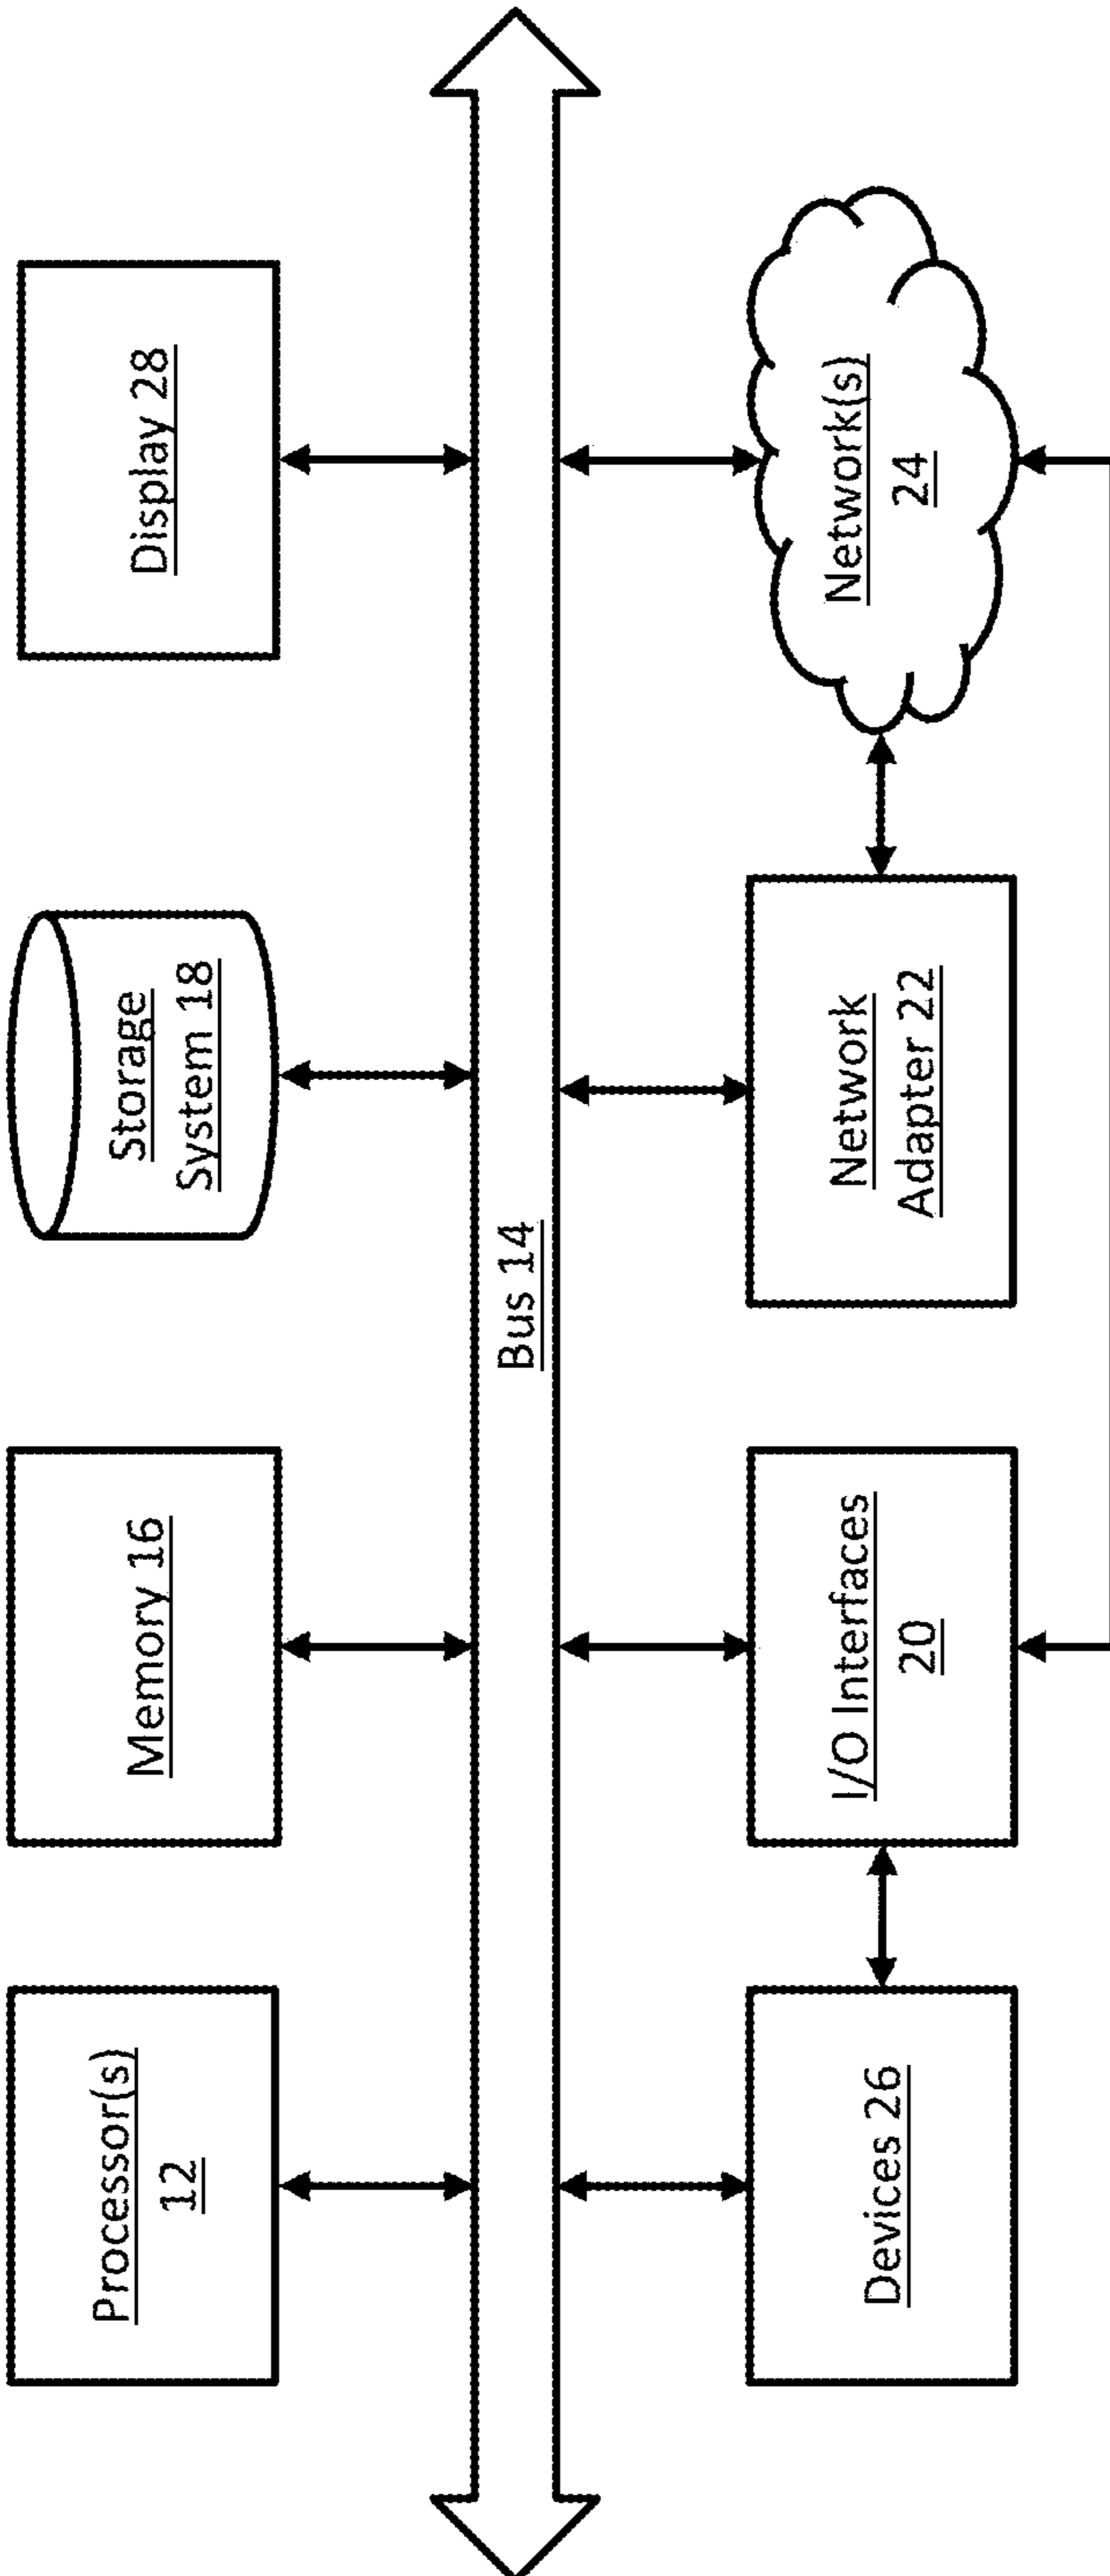 Processor(s)
12
Memory 16
Storage
System 18
Display 28
Bus 14
Devices 26
I/O Interfaces
20
Network
Adapter 22
Network(s)
24